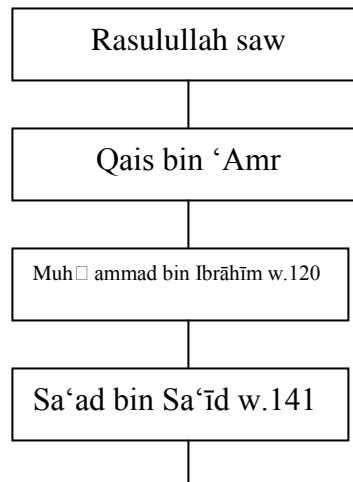 Rasulullah saw
Qais bin ‘Amr
Muh□ ammad bin Ibrāhīm w.120
Sa‘ad bin Sa‘īd w.141